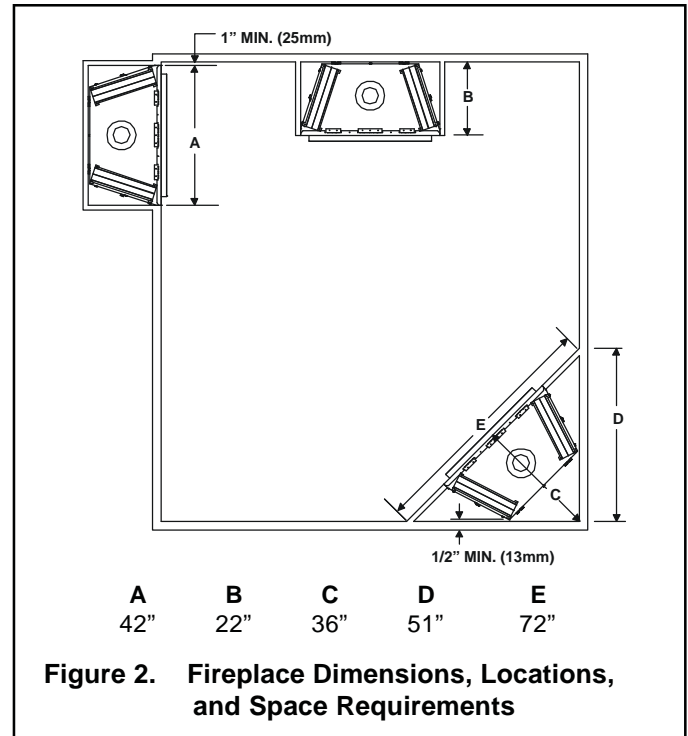 1” MIN. (25mm)
B
A
E
D
C
1/2” MIN. (13mm)
A B C D E
42” 22” 36” 51” 72”
Figure 2. Fireplace Dimensions, Locations,
and Space Requirements